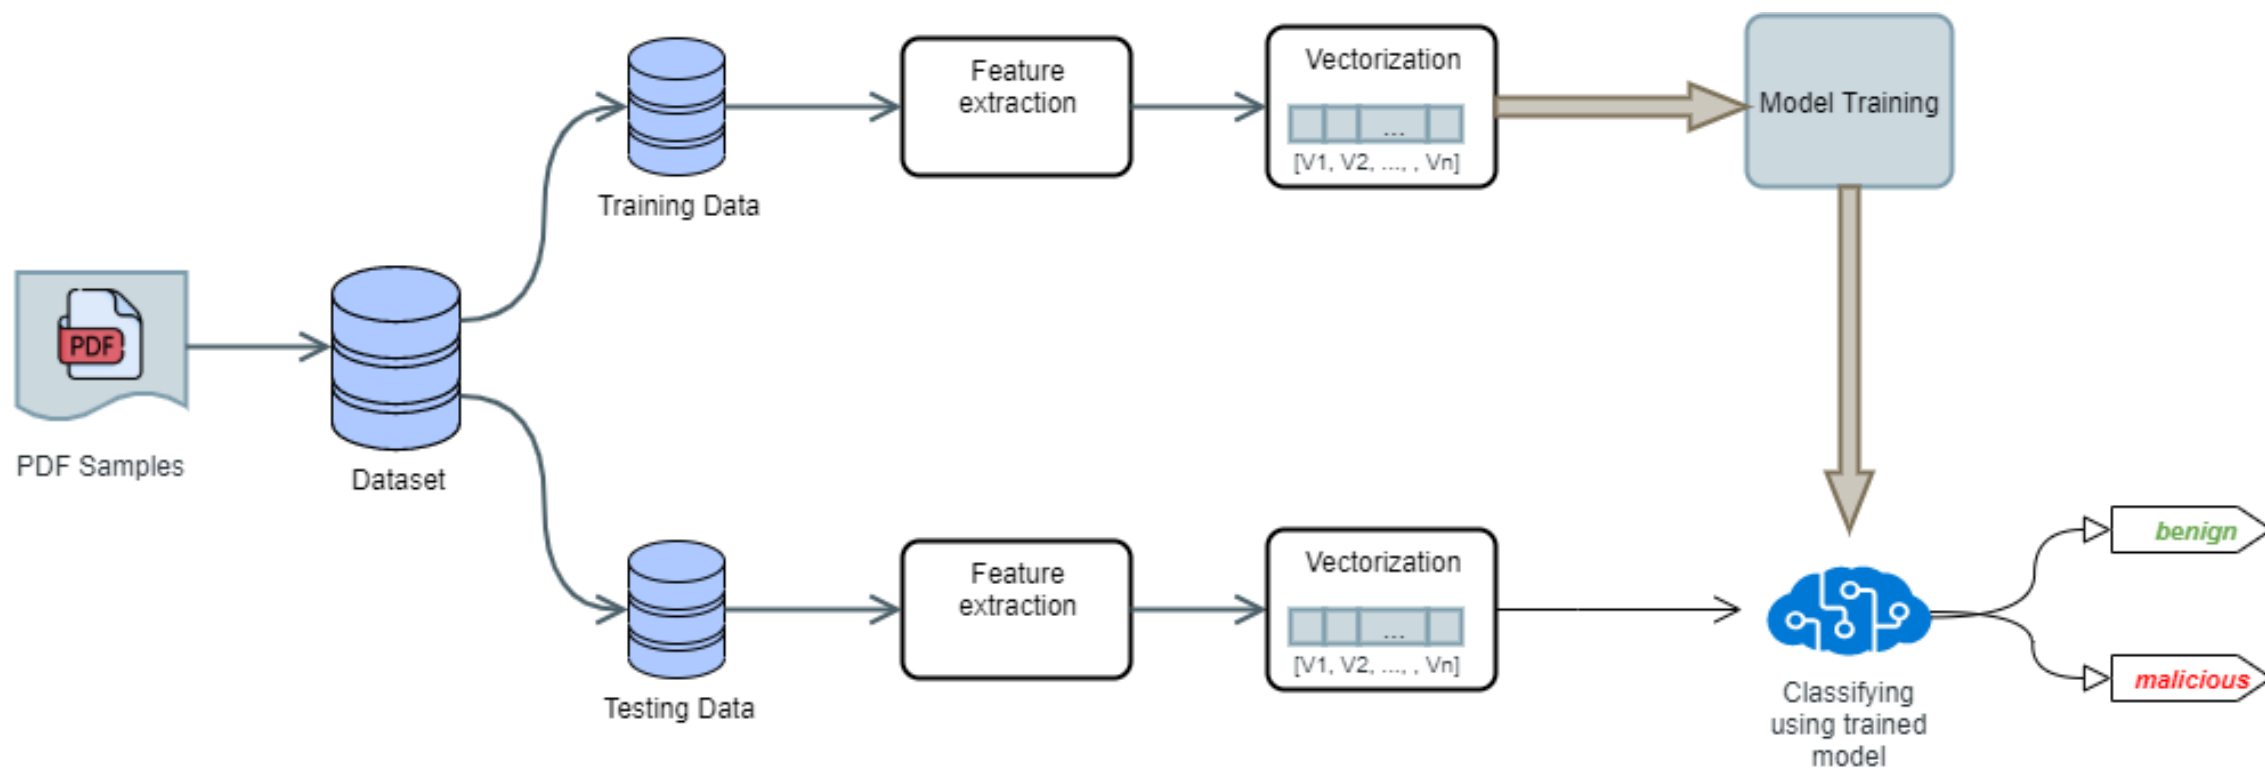 Feature
extraction
Vectorization
...
[V1, V2, ..., , Vn]
Model Training
Training Data
PDF
PDF Samples
Dataset
Feature
extraction
Vectorization
...
[V1, V2, ..., , Vn]
Testing Data
Classifying
using trained
model
benign
malicious